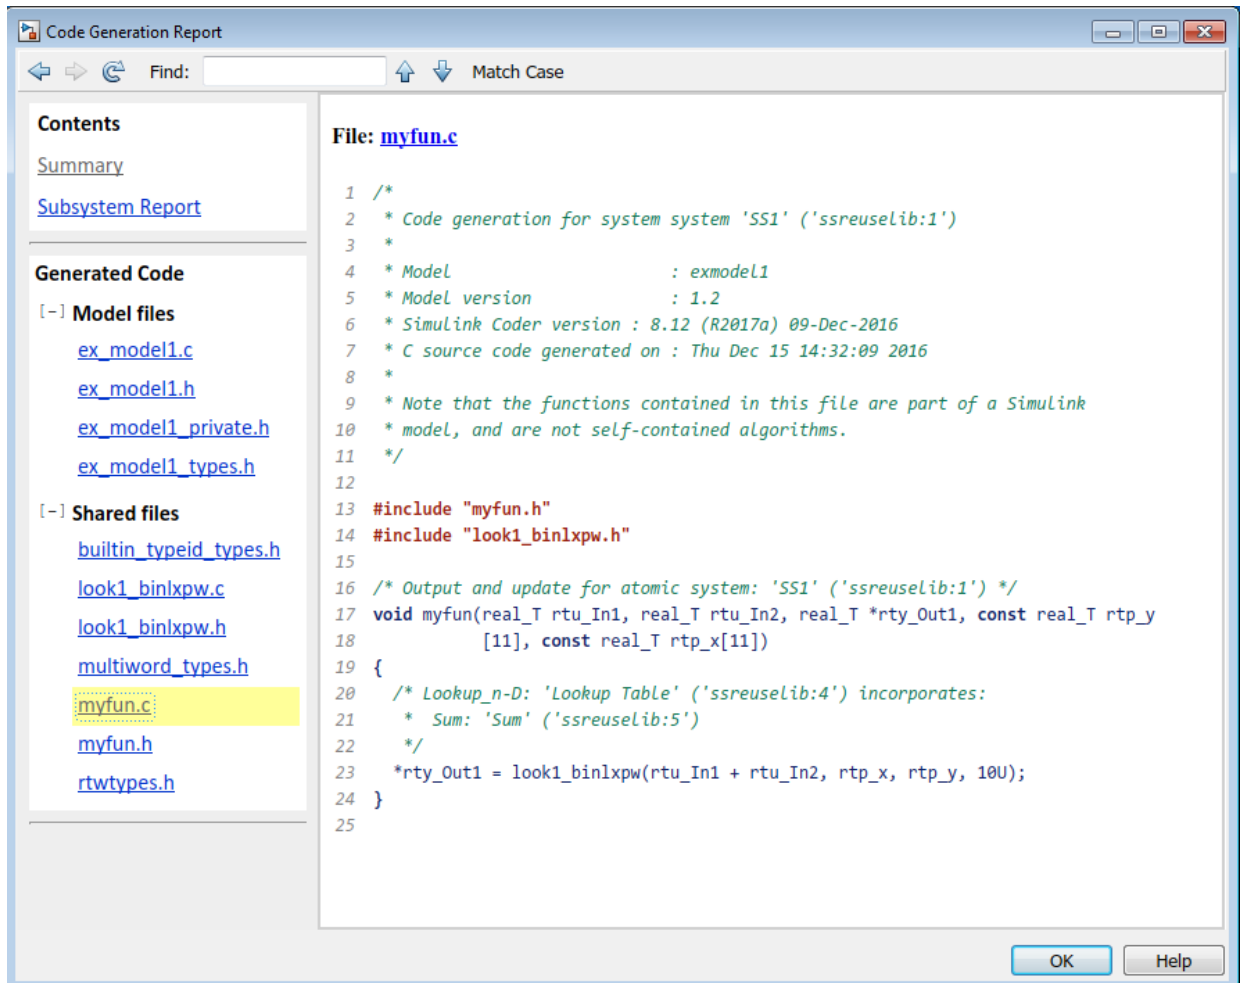 Code Generation Report
Find:
Match Case
Contents
Summary
Subsystem Report
Generated Code
[-] Model files
ex_model1.c
ex_model1.h
ex_model1_private.h
ex_model1_types.h
[-] Shared files
builtin_typeid_types.h
look1_binlxpw.c
look1_binlxpw.h
multiword_types.h
myfun.c
myfun.h
rtwtypes.h
File: myfun.c
1 /*
2 * Code generation for system system 'SS1' ('ssreuselib:1')
3 *
4 * Model : exmodel1
5 * Model version : 1.2
6 * Simulink Coder version : 8.12 (R2017a) 09-Dec-2016
7 * C source code generated on : Thu Dec 15 14:32:09 2016
8 *
9 * Note that the functions contained in this file are part of a Simulink
10 * model, and are not self-contained algorithms.
11 */
12
13 #include "myfun.h"
14 #include "look1_binlxpw.h"
15
16 /* Output and update for atomic system: 'SS1' ('ssreuselib:1') */
17 void myfun(real_T rtu_In1, real_T rtu_In2, real_T *rty_Out1, const real_T rtp_y
18 [11], const real_T rtp_x[11])
19 {
20 /* Lookup_n-D: 'Lookup Table' ('ssreuselib:4') incorporates:
21 * Sum: 'Sum' ('ssreuselib:5')
22 */
23 *rty_Out1 = look1_binlxpw(rtu_In1 + rtu_In2, rtp_x, rtp_y, 10U);
24 }
25
OK
Help